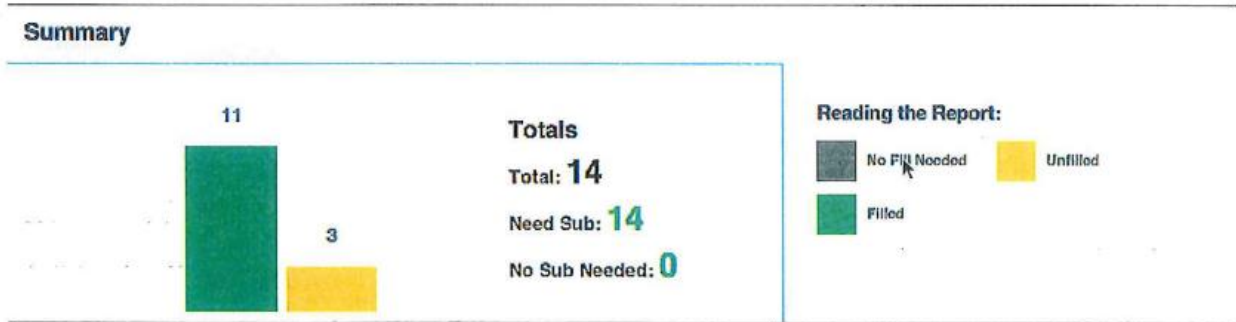 Summary
11
3
Totals
Total: 14
Need Sub: 14
No Sub Needed: 0
Reading the Report:
No Fill Needed
Unfilled
Filled